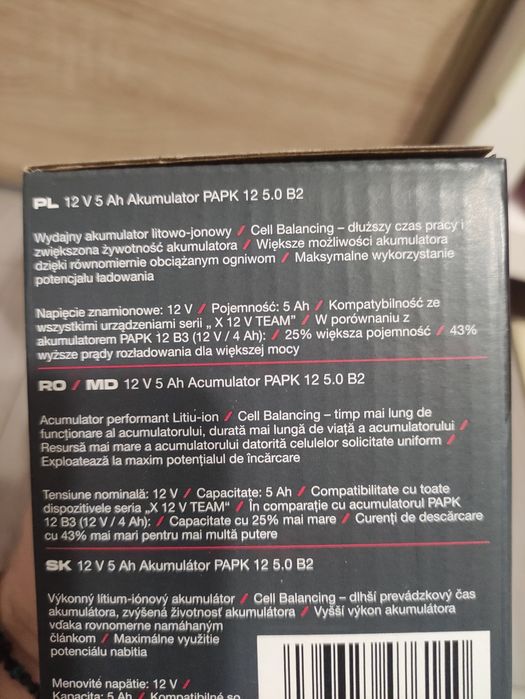 PL 12 V 5 Ah Akumulator PAPK 12 5.0 B2
Wydajny akumulator litowo-jonowy / Cell Balancing – dłuższy czas pracy i
zwiększona żywotność akumulatora / Większe możliwości akumulatora
dzięki równomiernie obciążanym ogniwom / Maksymalne wykorzystanie
potencjału ładowania
Napięcie znamionowe: 12 V / Pojemność: 5 Ah / Kompatybilność ze
wszystkimi urządzeniami serii „ X 12 V TEAM" / W porównaniu z
akumulatorem PAPK 12 B3 (12 V / 4 Ah): / 25% większa pojemność / 43%
wyższe prądy rozładowania dla większej mocy
RO / MD 12 V 5 Ah Acumulator PAPK 12 5.0 B2
Acumulator performant Litiu-ion / Cell Balancing – timp mai lung de
funcționare al acumulatorului, durată mai lungă de viață a acumulatorului /
Resursă mai mare a acumulatorului datorită celulelor solicitate uniform /
Exploatează la maxim potențialul de încărcare
Tensiune nominală: 12 V / Capacitate: 5 Ah / Compatibilitate cu toate
dispozitivele seria „X 12 V TEAM" / În comparație cu acumulatorul PAPK
12 B3 (12 V / 4 Ah): / Capacitate cu 25% mai mare / Curenți de descărcare
cu 43% mai mari pentru mai multă putere
SK 12 V 5 Ah Akumulátor PAPK 12 5.0 B2
Výkonný lítium-iónový akumulátor / Cell Balancing – dlhší prevádzkový čas
akumulátora, zvýšená životnosť akumulátora / Vyšší výkon akumulátora
vďaka rovnomerne namáhaným
článkom / Maximálne využitie
potenciálu nabitia
Menovité napätie: 12 V /
Kapacita: 5 Ah / Kompatibilné so